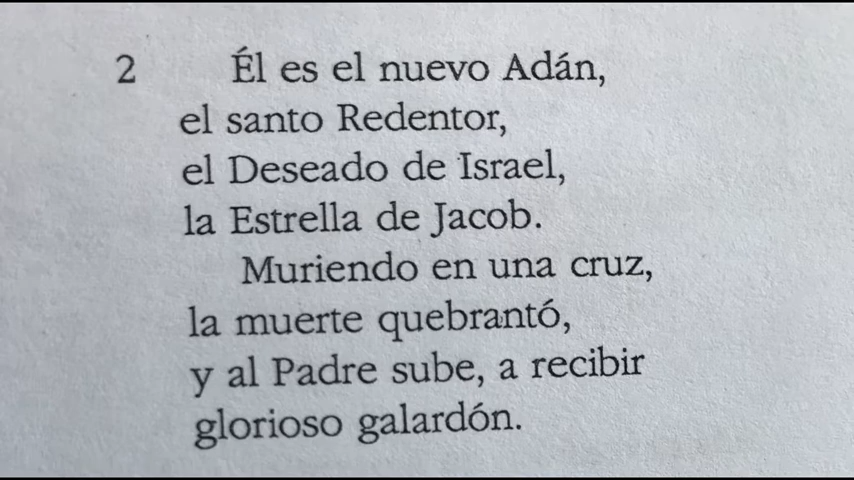 2 Él es el nuevo Adán,
el santo Redentor,
el Deseado de Israel,
la Estrella de Jacob.
Muriendo en una cruz,
la muerte quebrantó,
y al Padre sube, a recibir
glorioso galardón.